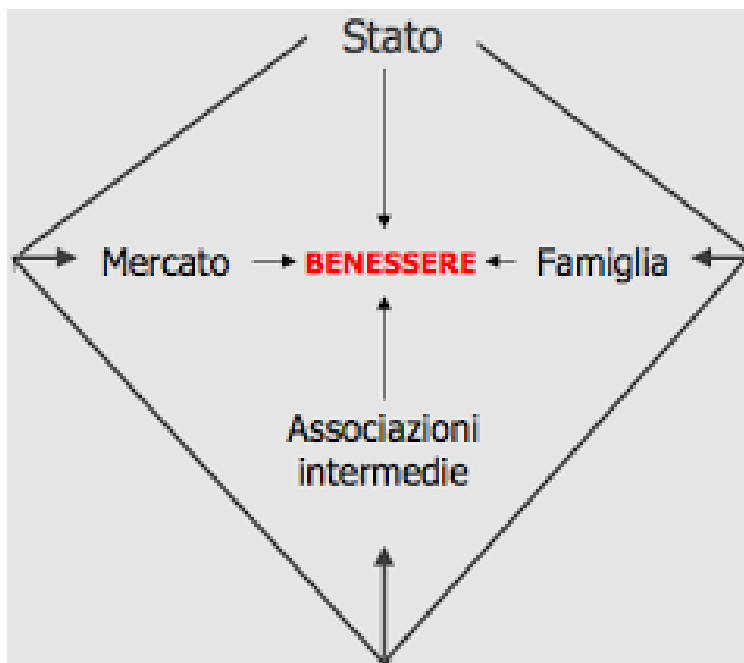 Stato
Mercato
BENESSERE
Famiglia
Associazioni
intermedie